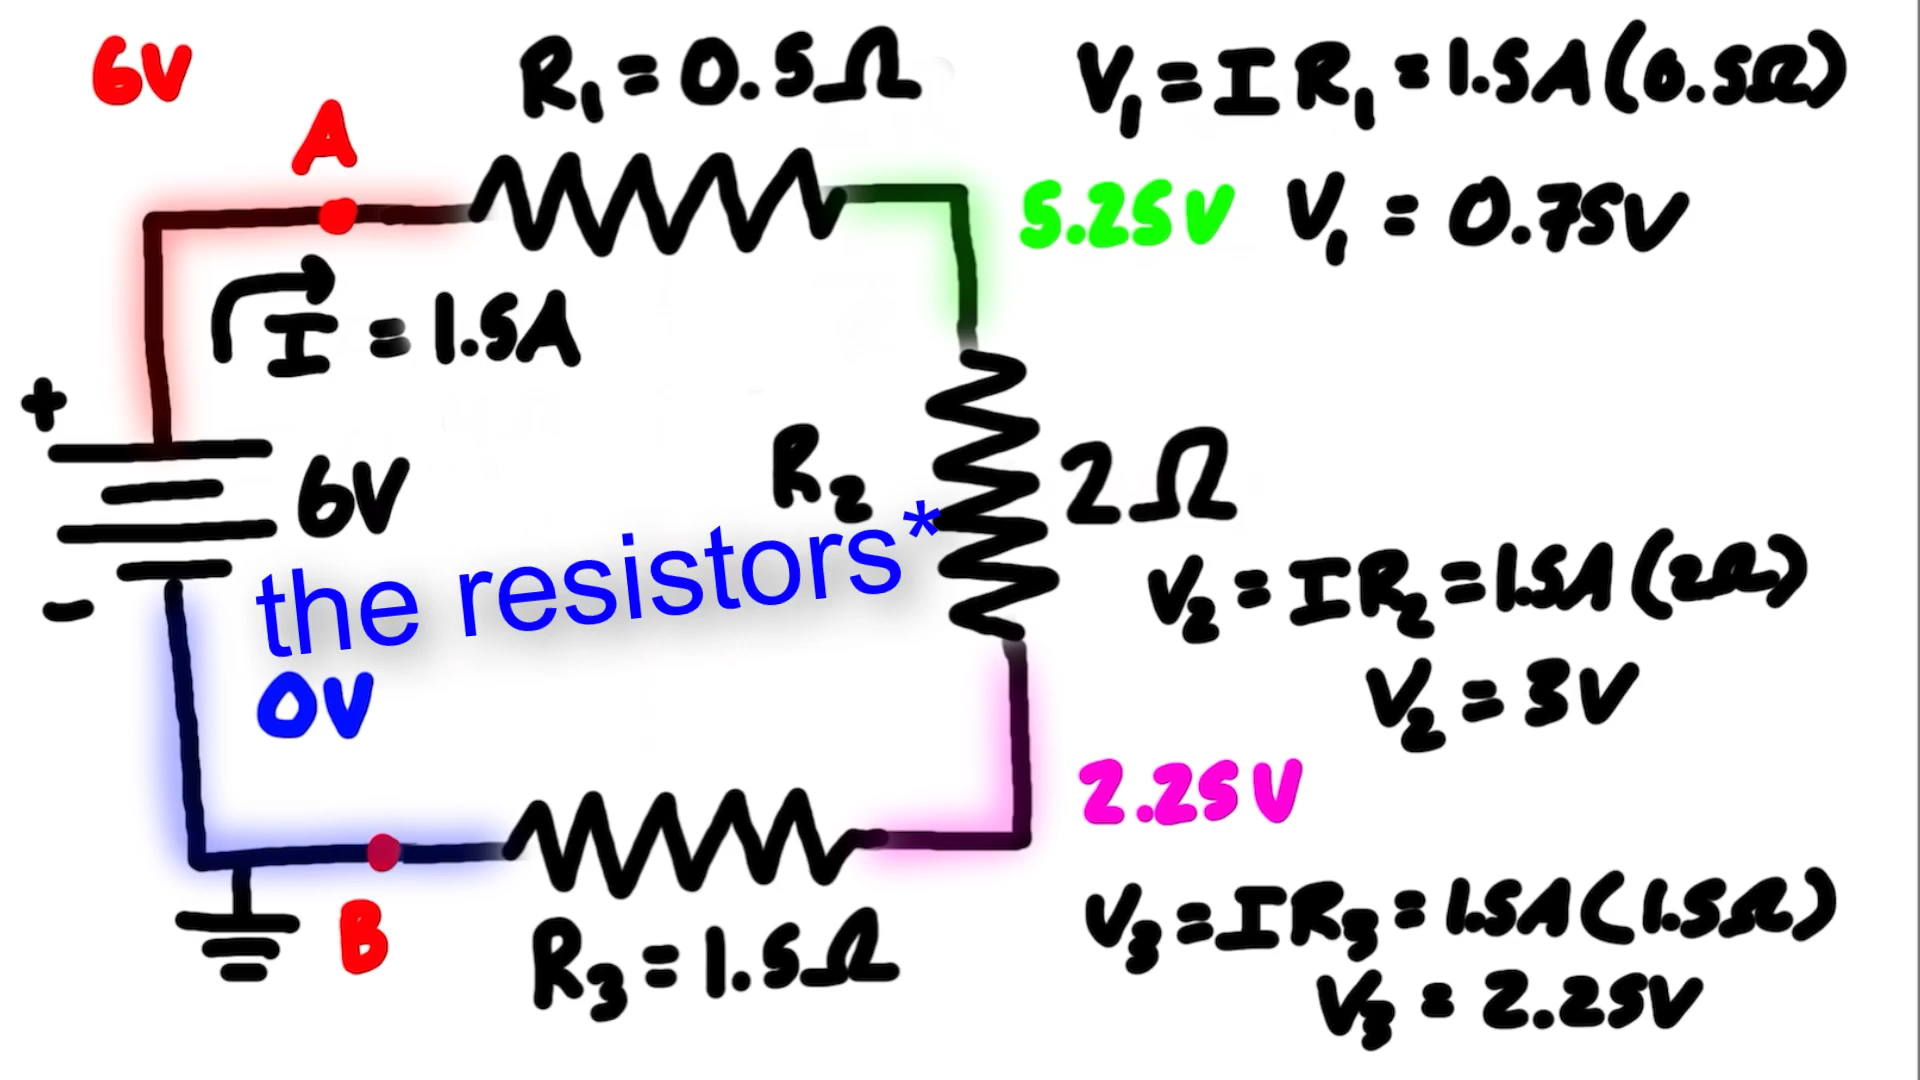 6V
A
R₁ = 0.5Ω
V₁ = I R₁ = 1.5A(0.5Ω)
5.25V
V₁ = 0.75V
I = 1.5A
+
6V
R₂
2Ω
the resistors*
V₂ = IR₂ = 1.5A(2Ω)
-
0V
V₂ = 3V
2.25V
B
R₃ = 1.5Ω
V₃ = IR₃ = 1.5A(1.5Ω)
V₃ = 2.25V